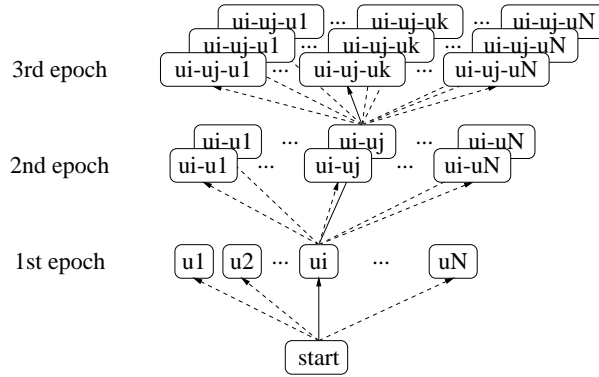 ui-uj-u1 ... ui-uj-uk ... ui-uj-uN
ui-uj-u1 ... ui-uj-uk ... ui-uj-uN
3rd epoch ui-uj-u1 ... ui-uj-uk ... ui-uj-uN
ui-u1 ... ui-uj ... ui-uN
2nd epoch ui-u1 ... ui-uj ... ui-uN
1st epoch u1 u2 ... ui ... uN
start